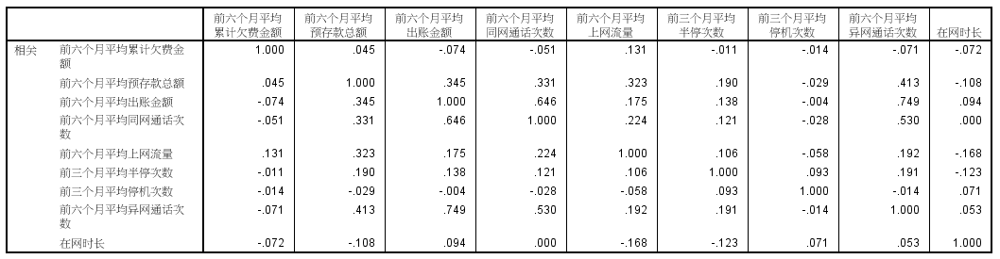 前六个月平均 前六个月平均 前六个月平均 前六个月平均 前六个月平均 前三个月平均 前三个月平均 前六个月平均
累计欠费金额 预存款总额 出账金额 同网通话次数 上网流量 半停次数 停机次数 异网通话次数 在网时长
相关 前六个月平均累计欠费金 1.000 .045 -.074 -.051 .131 -.011 -.014 -.071 -.072
额
前六个月平均预存款总额 .045 1.000 .345 .331 .323 .190 -.029 .413 -.108
前六个月平均出账金额 -.074 .345 1.000 .646 .175 .138 -.004 .749 .094
前六个月平均同网通话次 -.051 .331 .646 1.000 .224 .121 -.028 .530 .000
数
前六个月平均上网流量 .131 .323 .175 .224 1.000 .106 -.058 .192 -.168
前三个月平均半停次数 -.011 .190 .138 .121 .106 1.000 .093 .191 -.123
前三个月平均停机次数 -.014 -.029 -.004 -.028 -.058 .093 1.000 -.014 .071
前六个月平均异网通话次 -.071 .413 .749 .530 .192 .191 -.014 1.000 .053
数
在网时长 -.072 -.108 .094 .000 -.168 -.123 .071 .053 1.000